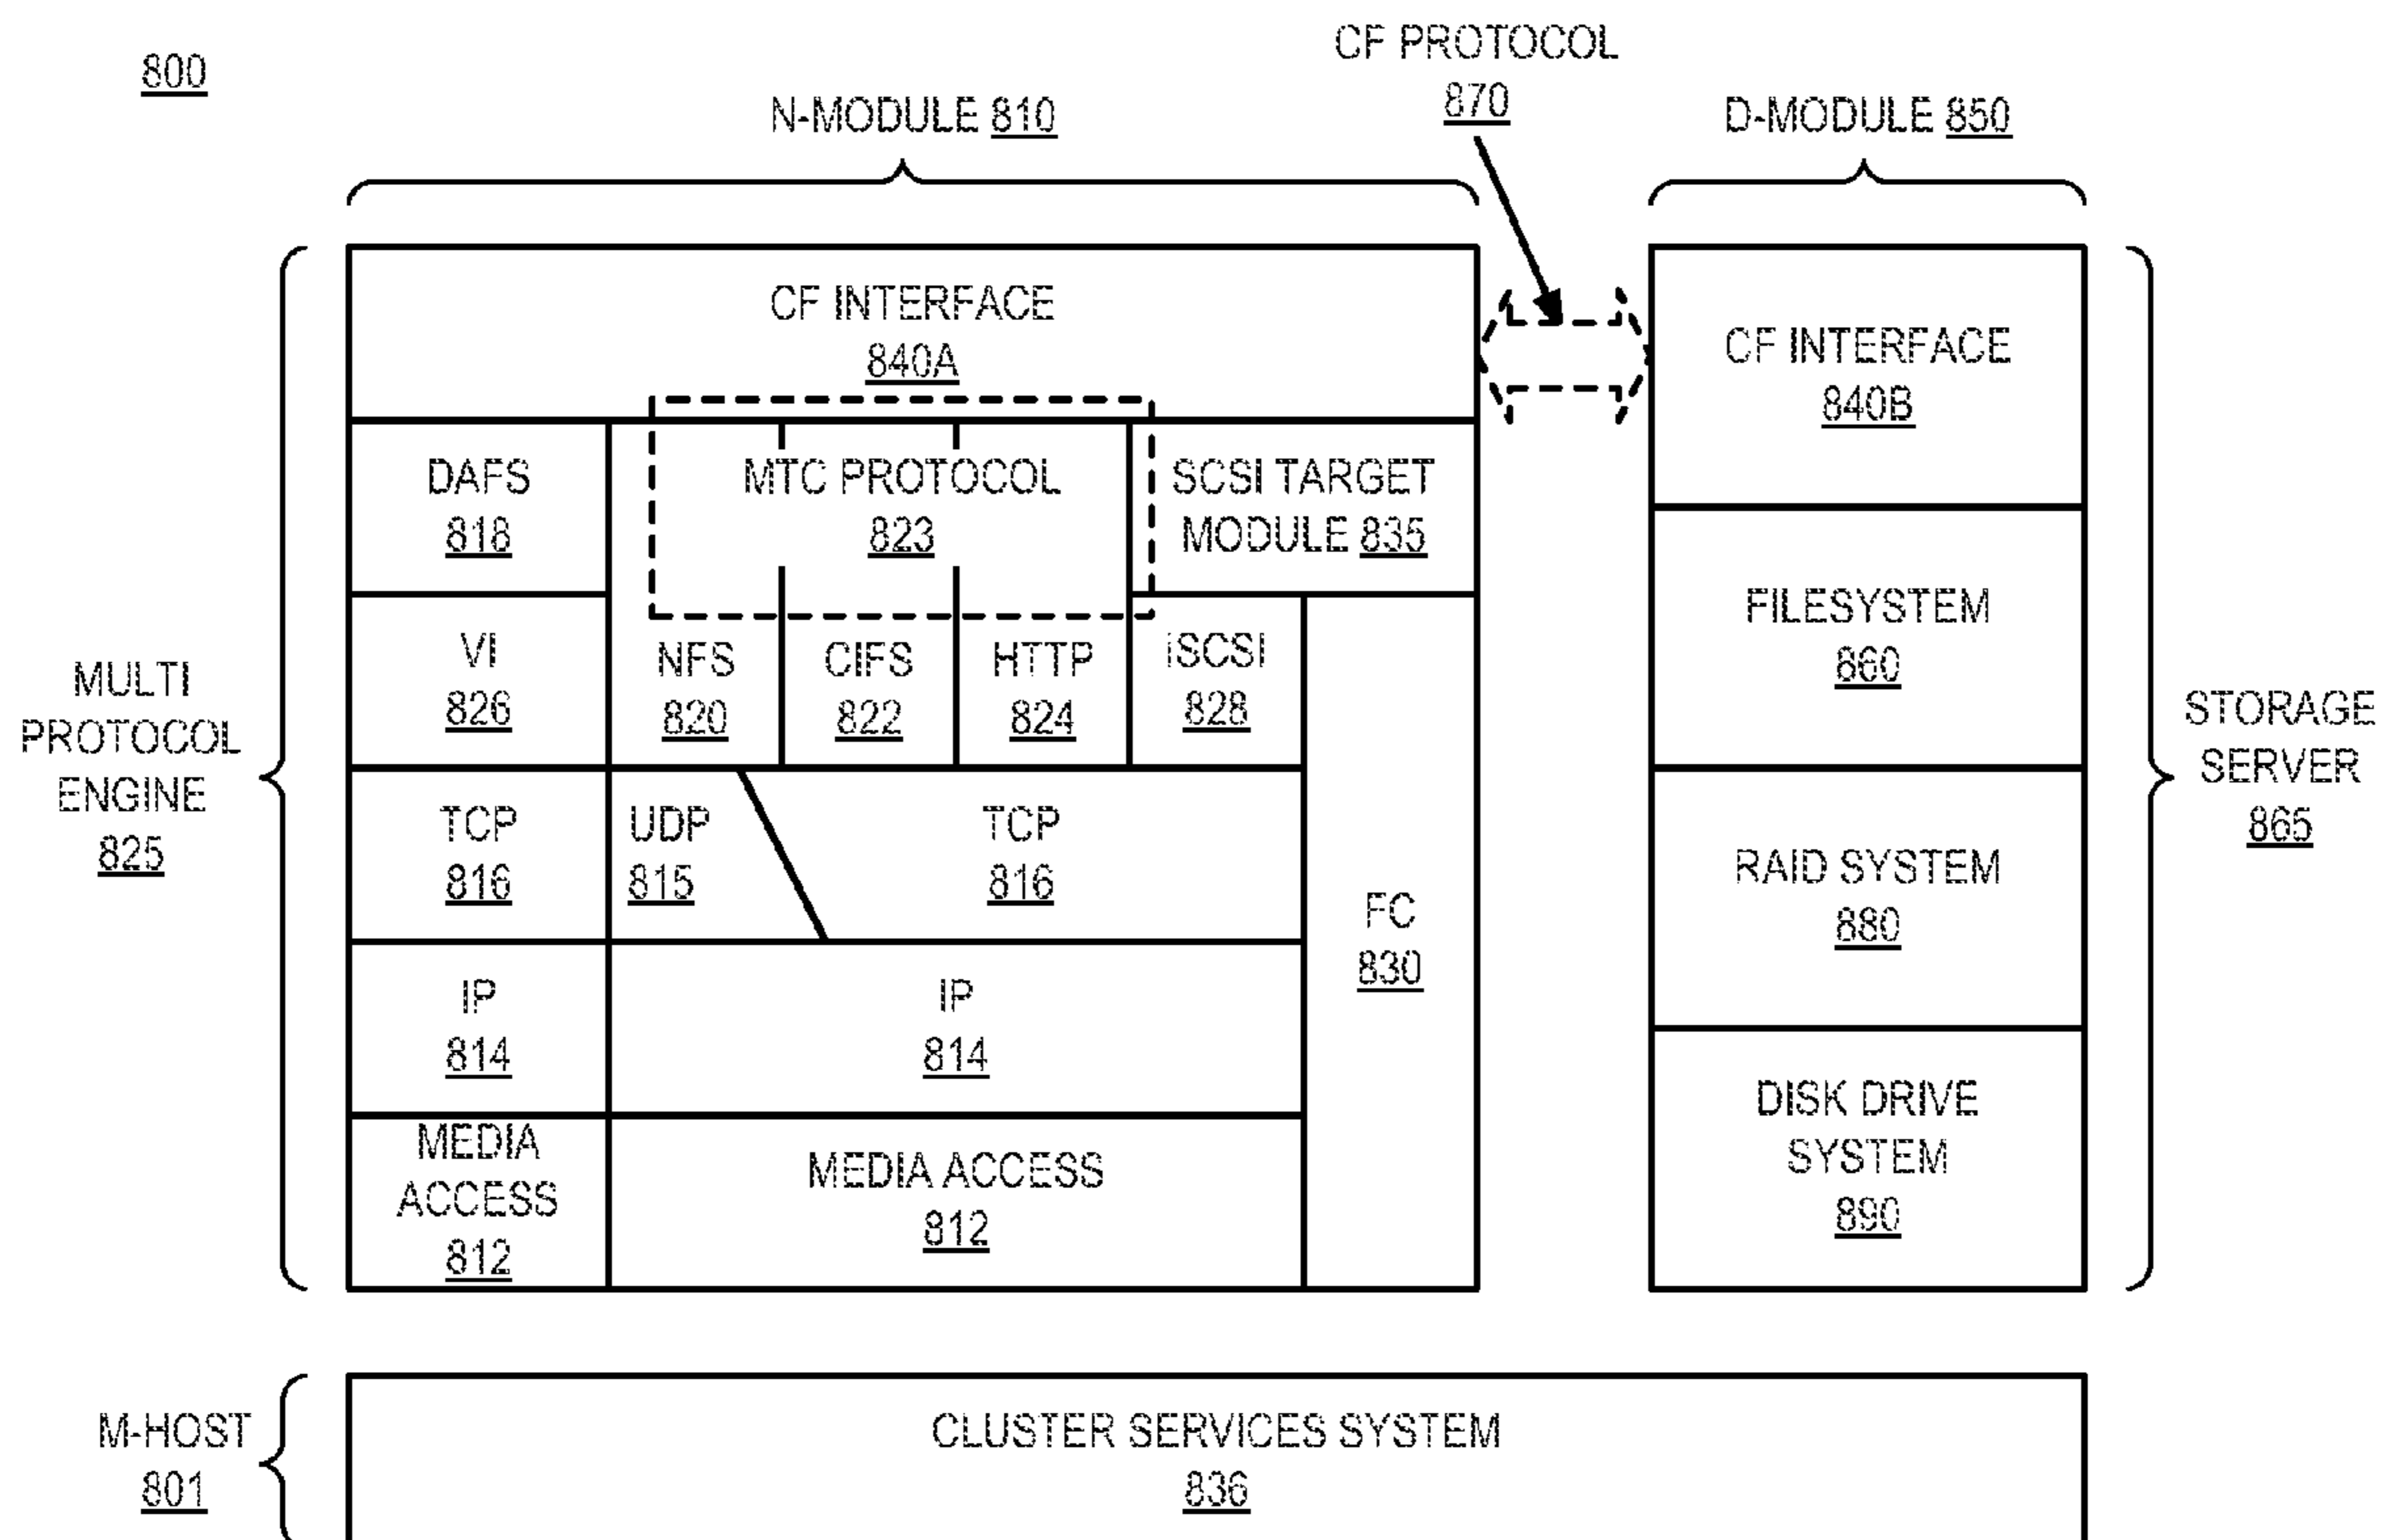 800
CF PROTOCOL
870
N-MODULE 810
D-MODULE 850
CF INTERFACE
840A
CF INTERFACE
840B
DAFS
818
MTC PROTOCOL
823
SCSI TARGET
MODULE 835
VI
826
NFS
820
CIFS
822
HTTP
824
iSCSI
828
FILESYSTEM
860
MULTI
PROTOCOL
ENGINE
825
STORAGE
SERVER
865
TCP
816
UDP
815
TCP
816
FC
830
RAID SYSTEM
880
IP
814
IP
814
MEDIA
ACCESS
812
MEDIA ACCESS
812
DISK DRIVE
SYSTEM
890
M-HOST
801
CLUSTER SERVICES SYSTEM
836